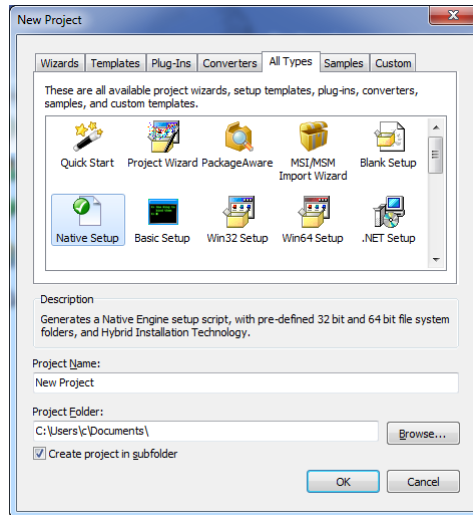 New Project
Wizards Templates Plug-Ins Converters All Types Samples Custom
These are all available project wizards, setup templates, plug-ins, converters,
samples, and custom templates.
Quick Start Project Wizard PackageAware MSI/MSM Blank Setup
Import Wizard
Native Setup Basic Setup Win32 Setup Win64 Setup .NET Setup
Description
Generates a Native Engine setup script, with pre-defined 32 bit and 64 bit file system
folders, and Hybrid Installation Technology.
Project Name:
New Project
Project Folder:
C:\Users\c\Documents\
Browse...
Create project in subfolder
OK Cancel